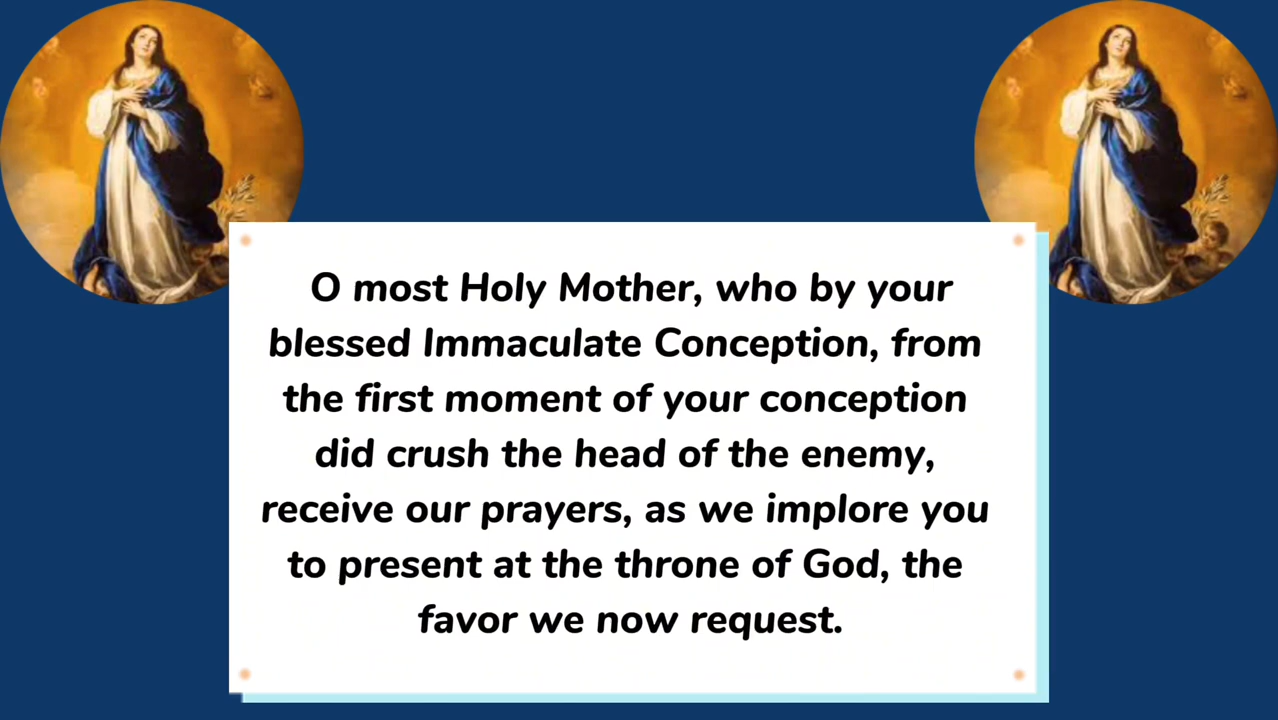 O most Holy Mother, who by your
blessed Immaculate Conception, from
the first moment of your conception
did crush the head of the enemy,
receive our prayers, as we implore you
to present at the throne of God, the
favor we now request.